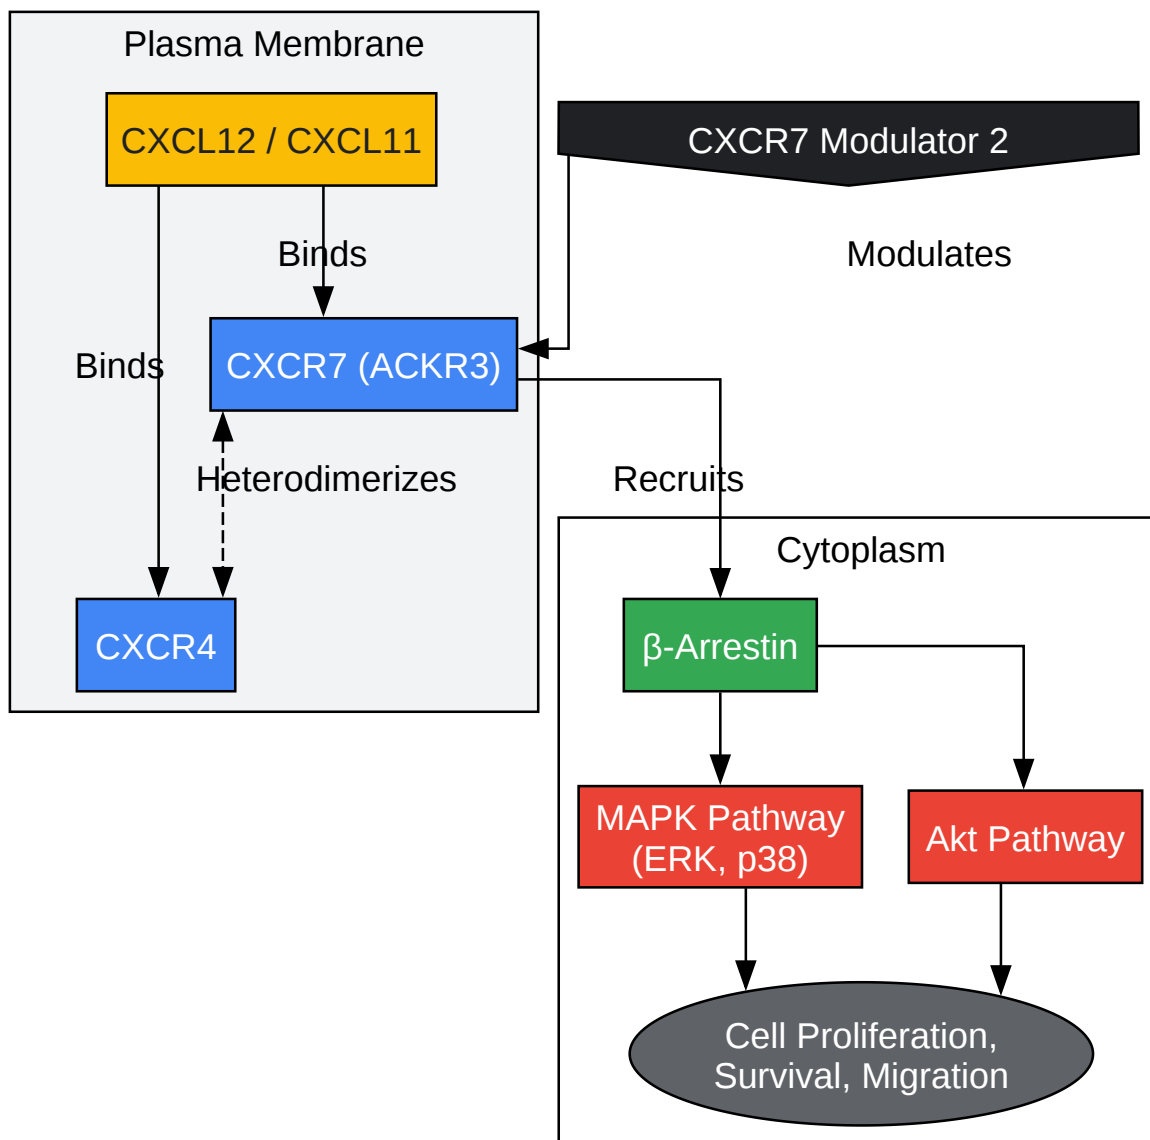 Plasma Membrane
CXCL12 / CXCL11
CXCR7 Modulator 2
Binds
Modulates
Binds
CXCR7 (ACKR3)
Heterodimerizes
Recruits
Cytoplasm
CXCR4
β-Arrestin
MAPK Pathway
(ERK, p38)
Akt Pathway
Cell Proliferation,
Survival, Migration